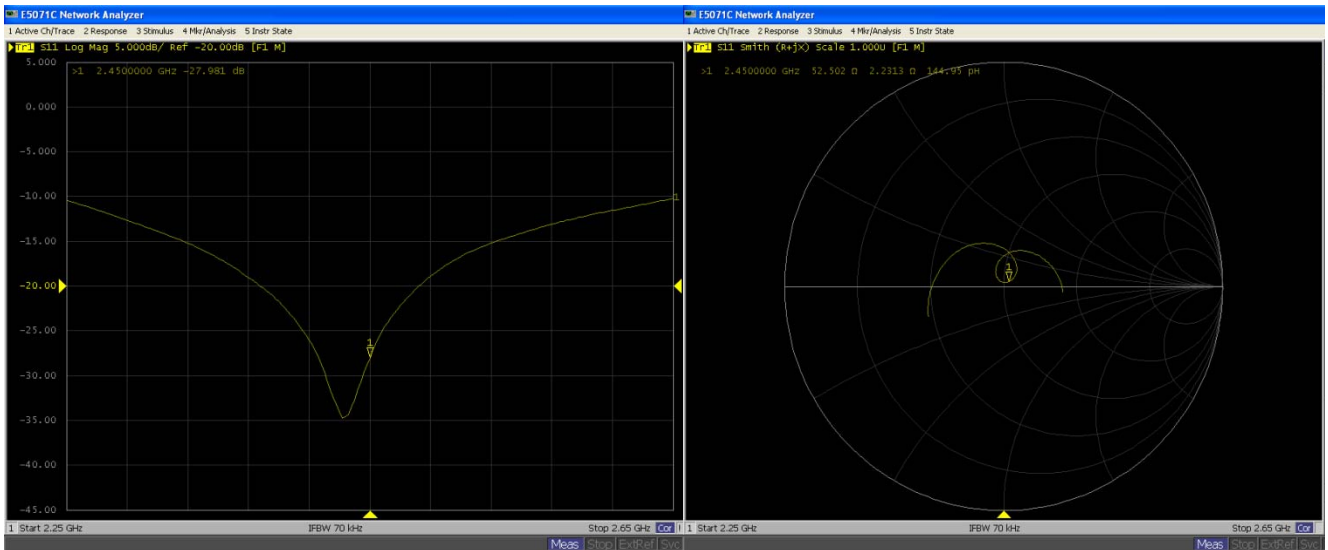 E5071C Network Analyzer
1 Active Ch/Trace 2 Response 3 Stimulus 4 Mkr/Analysis 5 Instr State
Tr1 S11 Log Mag 5.000dB/ Ref -20.00dB [F1 M]
5.000
>1 2.4500000 GHz -27.981 dB
0.000
-5.000
-10.00
1
-15.00
-20.00
-25.00
1
-30.00
-35.00
-40.00
-45.00
1 Start 2.25 GHz IFBW 70 kHz Stop 2.65 GHz Cor
Meas Stop ExtRef Svc
E5071C Network Analyzer
1 Active Ch/Trace 2 Response 3 Stimulus 4 Mkr/Analysis 5 Instr State
Tr1 S11 Smith (R+jX) Scale 1.000U [F1 M]
>1 2.4500000 GHz 52.502 Ω 2.2313 Ω 144.95 pH
1
1 Start 2.25 GHz IFBW 70 kHz Stop 2.65 GHz Cor
Meas Stop ExtRef Svc